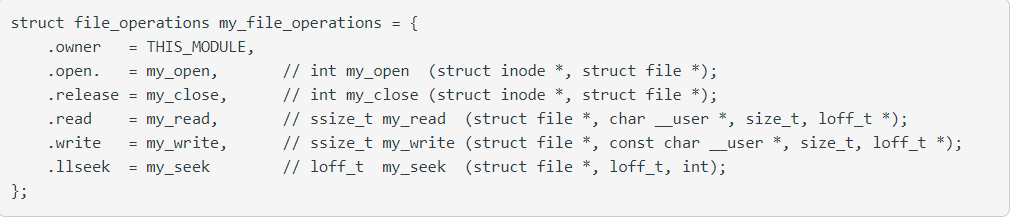 struct file_operations my_file_operations = {
    .owner   = THIS_MODULE,
    .open.   = my_open,       // int my_open  (struct inode *, struct file *);
    .release = my_close,      // int my_close (struct inode *, struct file *);
    .read    = my_read,       // ssize_t my_read  (struct file *, char __user *, size_t, loff_t *);
    .write   = my_write,      // ssize_t my_write (struct file *, const char __user *, size_t, loff_t *);
    .llseek  = my_seek        // loff_t  my_seek  (struct file *, loff_t, int);
};